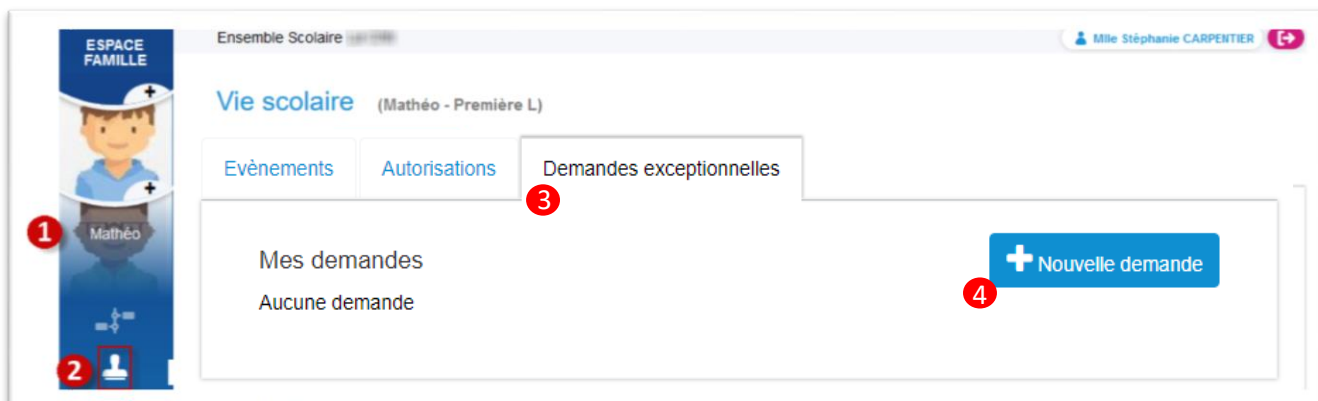 ESPACE
FAMILLE
Ensemble Scolaire
Mlle Stéphanie CARPENTIER
Vie scolaire (Mathéo - Première L)
Evènements Autorisations Demandes exceptionnelles
3
1 Mathéo
Mes demandes
Nouvelle demande
4
Aucune demande
2